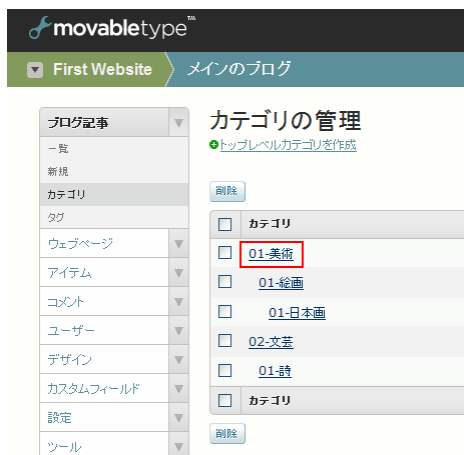 movabletype™
First Website
メインのブログ
ブログ記事
一覧
新規
カテゴリ
タグ
ウェブページ
アイテム
コメント
ユーザー
デザイン
カスタムフィールド
設定
ツール
カテゴリの管理
トップレベルカテゴリを作成
削除
カテゴリ
01-美術
01-絵画
01-日本画
02-文芸
01-詩
カテゴリ
削除